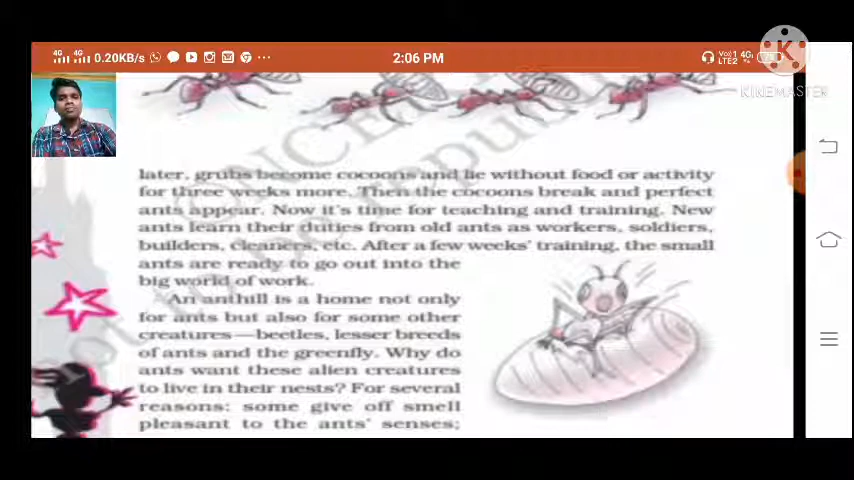 4G 4G 0.20KB/s 2:06 PM Vo)) 1 LTE2 4G
KINEMASTER
later, grubs become cocoons and lie without food or activity
for three weeks more. Then the cocoons break and perfect
ants appear. Now it's time for teaching and training. New
ants learn their duties from old ants as workers, soldiers,
builders, cleaners, etc. After a few weeks' training, the small
ants are ready to go out into the
big world of work.
An anthill is a home not only
for ants but also for some other
creatures—beetles, lesser breeds
of ants and the greenfly. Why do
ants want these alien creatures
to live in their nests? For several
reasons: some give off smell
pleasant to the ants' senses;